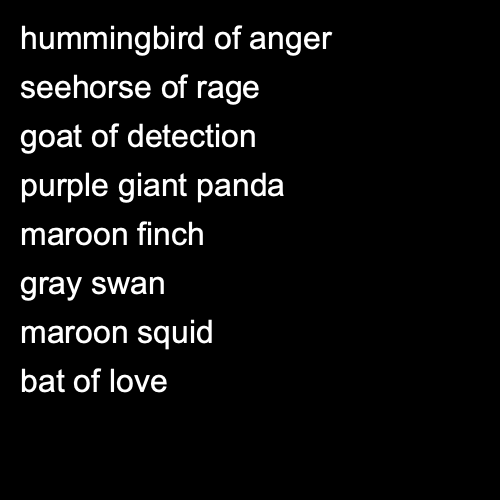 hummingbird of anger
seehorse of rage
goat of detection
purple giant panda
maroon finch
gray swan
maroon squid
bat of love